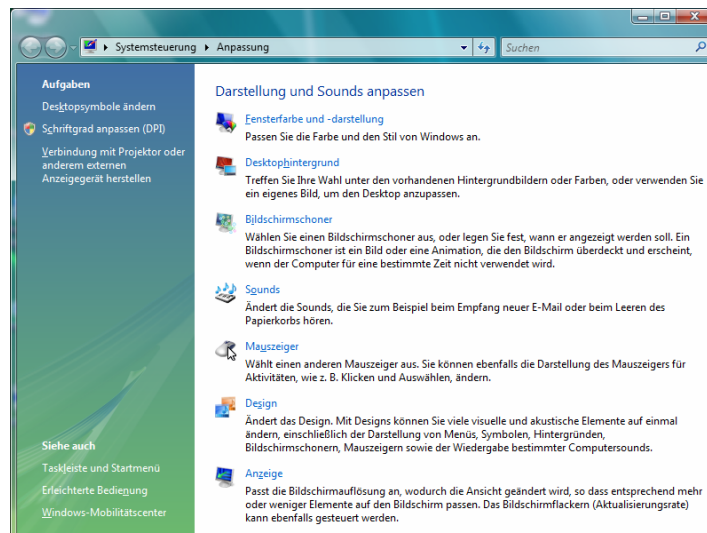 Systemsteuerung ▸ Anpassung
Suchen
Aufgaben
Desktopsymbole ändern
Schriftgrad anpassen (DPI)
Verbindung mit Projektor oder
anderem externen
Anzeigegerät herstellen
Siehe auch
Taskleiste und Startmenü
Erleichterte Bedienung
Windows-Mobilitätscenter
Darstellung und Sounds anpassen
Fensterfarbe und -darstellung
Passen Sie die Farbe und den Stil von Windows an.
Desktophintergrund
Treffen Sie Ihre Wahl unter den vorhandenen Hintergrundbildern oder Farben, oder verwenden Sie
ein eigenes Bild, um den Desktop anzupassen.
Bildschirmschoner
Wählen Sie einen Bildschirmschoner aus, oder legen Sie fest, wann er angezeigt werden soll. Ein
Bildschirmschoner ist ein Bild oder eine Animation, die den Bildschirm überdeckt und erscheint,
wenn der Computer für eine bestimmte Zeit nicht verwendet wird.
Sounds
Ändert die Sounds, die Sie zum Beispiel beim Empfang neuer E-Mail oder beim Leeren des
Papierkorbs hören.
Mauszeiger
Wählt einen anderen Mauszeiger aus. Sie können ebenfalls die Darstellung des Mauszeigers für
Aktivitäten, wie z. B. Klicken und Auswählen, ändern.
Design
Ändert das Design. Mit Designs können Sie viele visuelle und akustische Elemente auf einmal
ändern, einschließlich der Darstellung von Menüs, Symbolen, Hintergründen,
Bildschirmschonern, Mauszeigern sowie der Wiedergabe bestimmter Computersounds.
Anzeige
Passt die Bildschirmauflösung an, wodurch die Ansicht geändert wird, so dass entsprechend mehr
oder weniger Elemente auf den Bildschirm passen. Das Bildschirmflackern (Aktualisierungsrate)
kann ebenfalls gesteuert werden.